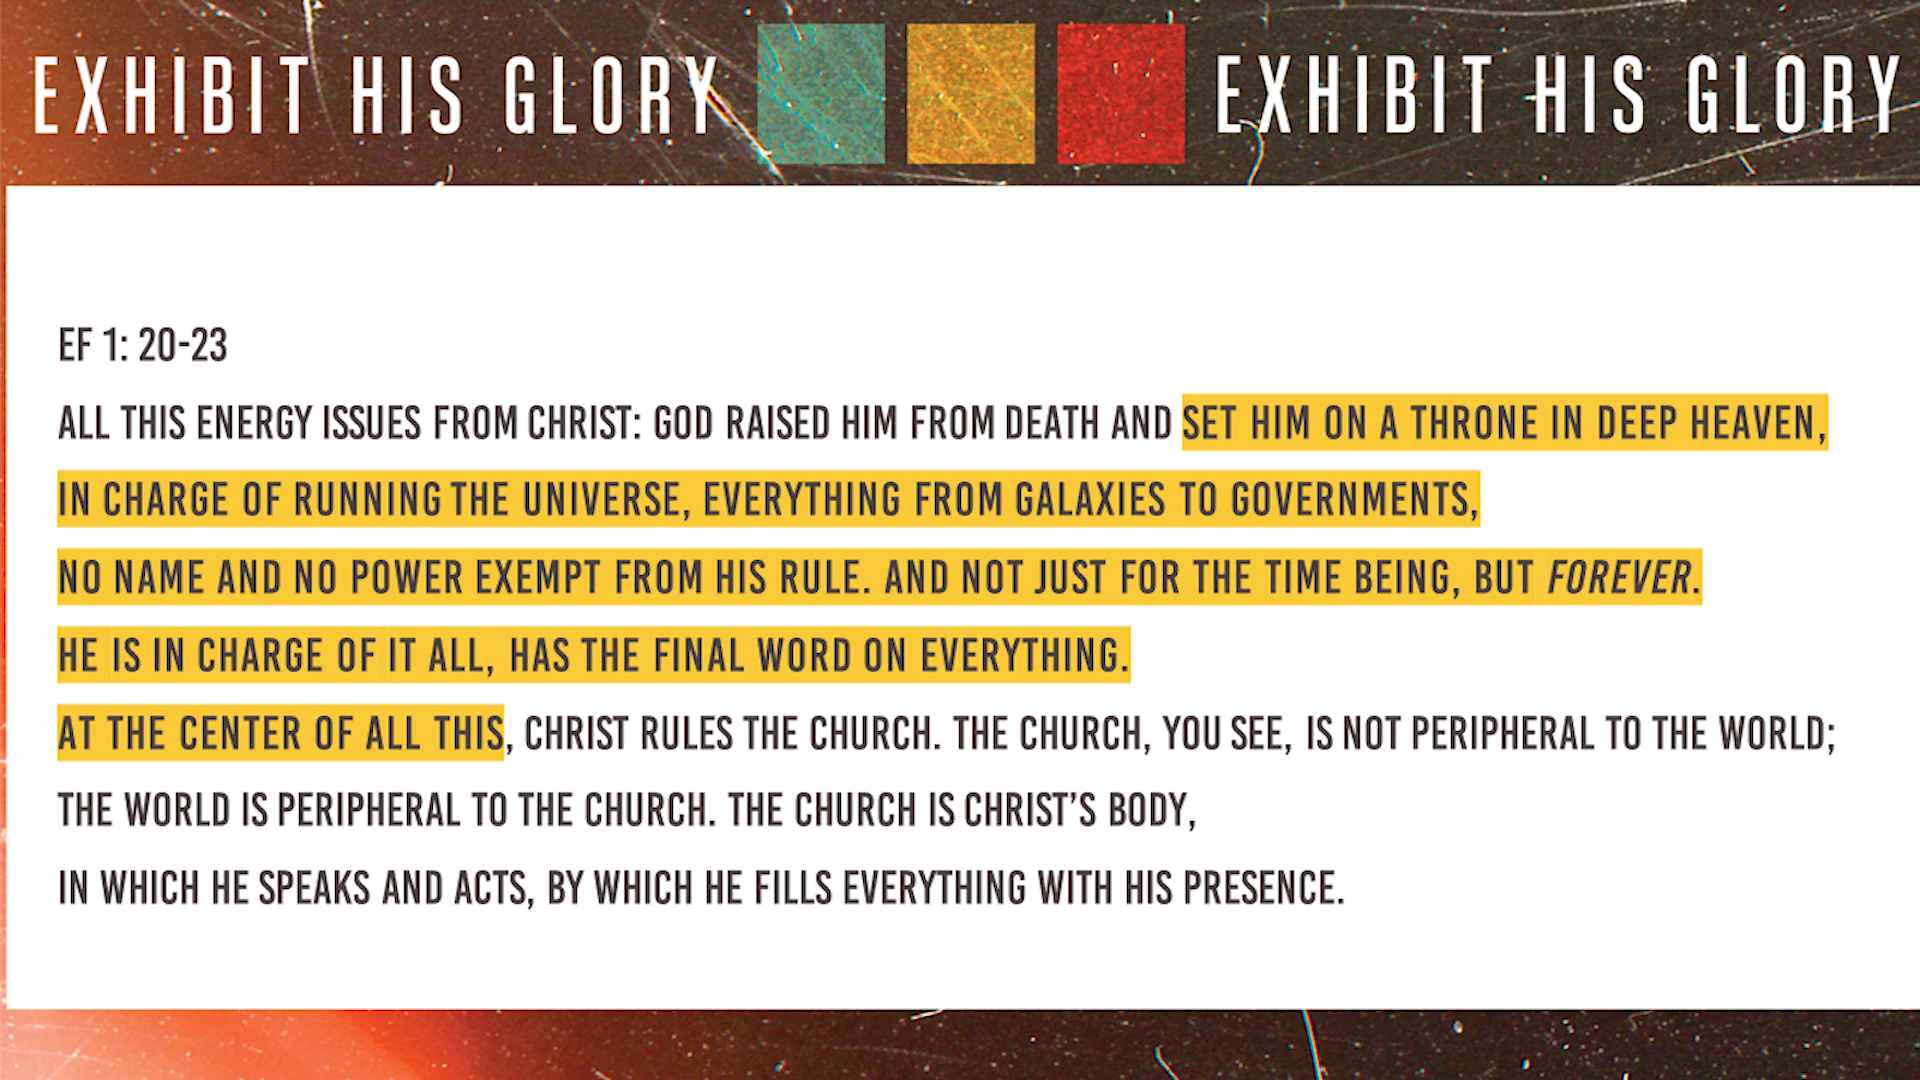 EXHIBIT HIS GLORY EXHIBIT HIS GLORY
EF 1: 20-23
ALL THIS ENERGY ISSUES FROM CHRIST: GOD RAISED HIM FROM DEATH AND SET HIM ON A THRONE IN DEEP HEAVEN,
IN CHARGE OF RUNNING THE UNIVERSE, EVERYTHING FROM GALAXIES TO GOVERNMENTS,
NO NAME AND NO POWER EXEMPT FROM HIS RULE. AND NOT JUST FOR THE TIME BEING, BUT FOREVER.
HE IS IN CHARGE OF IT ALL, HAS THE FINAL WORD ON EVERYTHING.
AT THE CENTER OF ALL THIS, CHRIST RULES THE CHURCH. THE CHURCH, YOU SEE, IS NOT PERIPHERAL TO THE WORLD;
THE WORLD IS PERIPHERAL TO THE CHURCH. THE CHURCH IS CHRIST'S BODY,
IN WHICH HE SPEAKS AND ACTS, BY WHICH HE FILLS EVERYTHING WITH HIS PRESENCE.